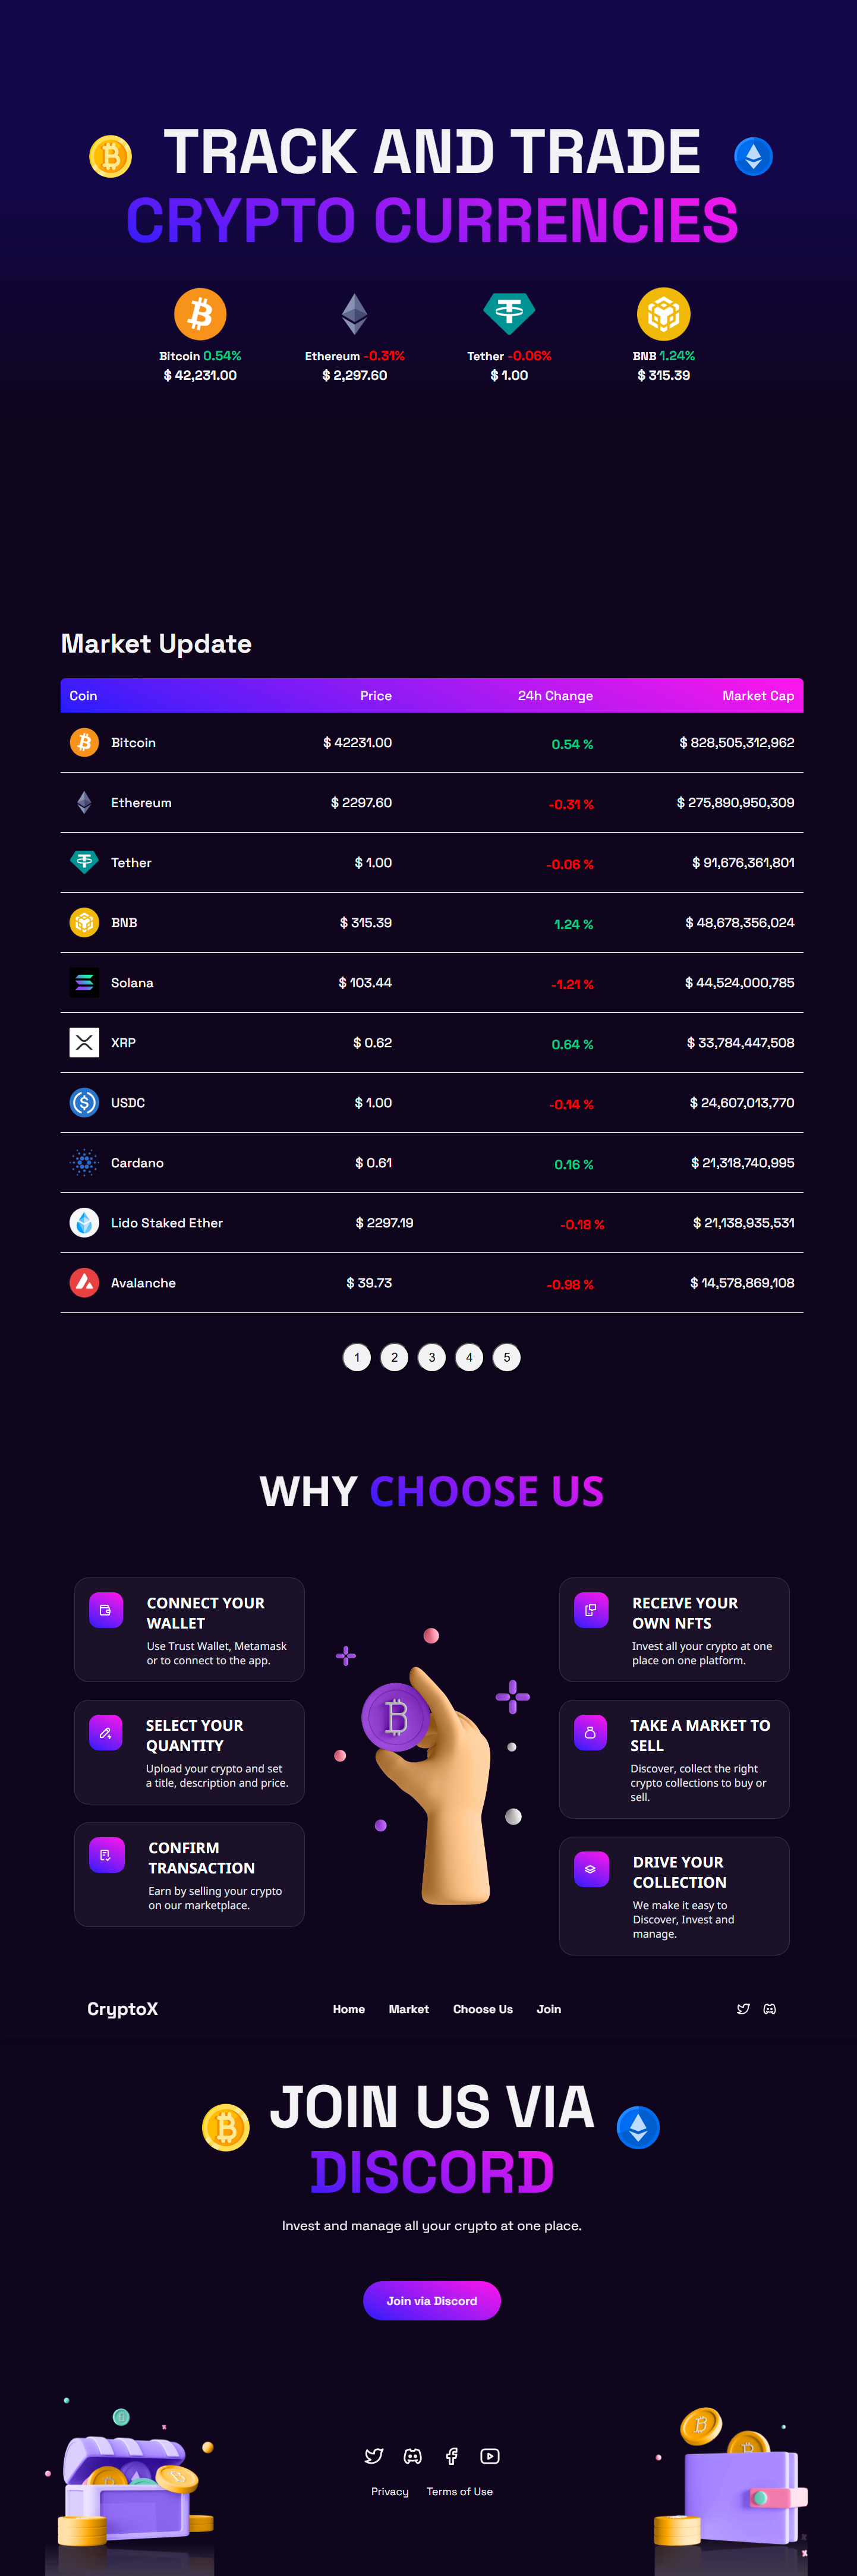 TRACK AND TRADE
CRYPTO CURRENCIES
Bitcoin 0.54%
$ 42,231.00
Ethereum -0.31%
$ 2,297.60
Tether -0.06%
$ 1.00
BNB 1.24%
$ 315.39
Market Update
Coin Price 24h Change Market Cap
Bitcoin $ 42231.00 0.54 % $ 828,505,312,962
Ethereum $ 2297.60 -0.31 % $ 275,890,950,309
Tether $ 1.00 -0.06 % $ 91,676,361,801
BNB $ 315.39 1.24 % $ 48,678,356,024
Solana $ 103.44 -1.21 % $ 44,524,000,785
XRP $ 0.62 0.64 % $ 33,784,447,508
USDC $ 1.00 -0.14 % $ 24,607,013,770
Cardano $ 0.61 0.16 % $ 21,318,740,995
Lido Staked Ether $ 2297.19 -0.18 % $ 21,138,935,531
Avalanche $ 39.73 -0.98 % $ 14,578,869,108
1 2 3 4 5
WHY CHOOSE US
CONNECT YOUR
WALLET
Use Trust Wallet, Metamask
or to connect to the app.
SELECT YOUR
QUANTITY
Upload your crypto and set
a title, description and price.
CONFIRM
TRANSACTION
Earn by selling your crypto
on our marketplace.
RECEIVE YOUR
OWN NFTS
Invest all your crypto at one
place on one platform.
TAKE A MARKET TO
SELL
Discover, collect the right
crypto collections to buy or
sell.
DRIVE YOUR
COLLECTION
We make it easy to
Discover, Invest and
manage.
CryptoX Home Market Choose Us Join
JOIN US VIA
DISCORD
Invest and manage all your crypto at one place.
Join via Discord
Privacy Terms of Use